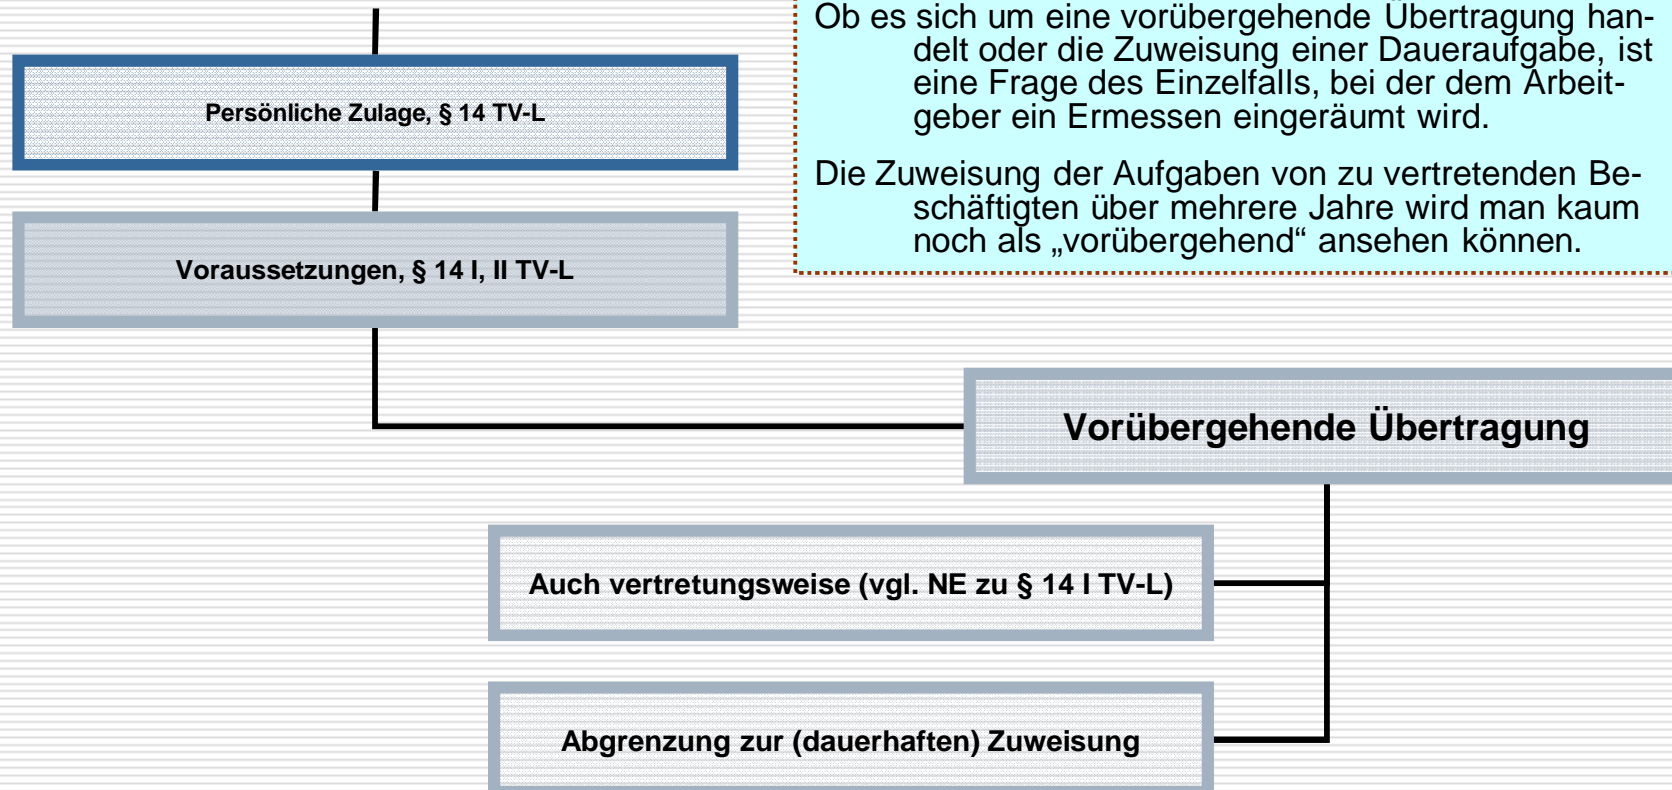 Ob es sich um eine vorübergehende Übertragung han-
delt oder die Zuweisung einer Daueraufgabe, ist
eine Frage des Einzelfalls, bei der dem Arbeit-
geber ein Ermessen eingeräumt wird.
Die Zuweisung der Aufgaben von zu vertretenden Be-
schäftigten über mehrere Jahre wird man kaum
noch als „vorübergehend“ ansehen können.
Persönliche Zulage, § 14 TV-L
Voraussetzungen, § 14 I, II TV-L
Vorübergehende Übertragung
Auch vertretungsweise (vgl. NE zu § 14 I TV-L)
Abgrenzung zur (dauerhaften) Zuweisung